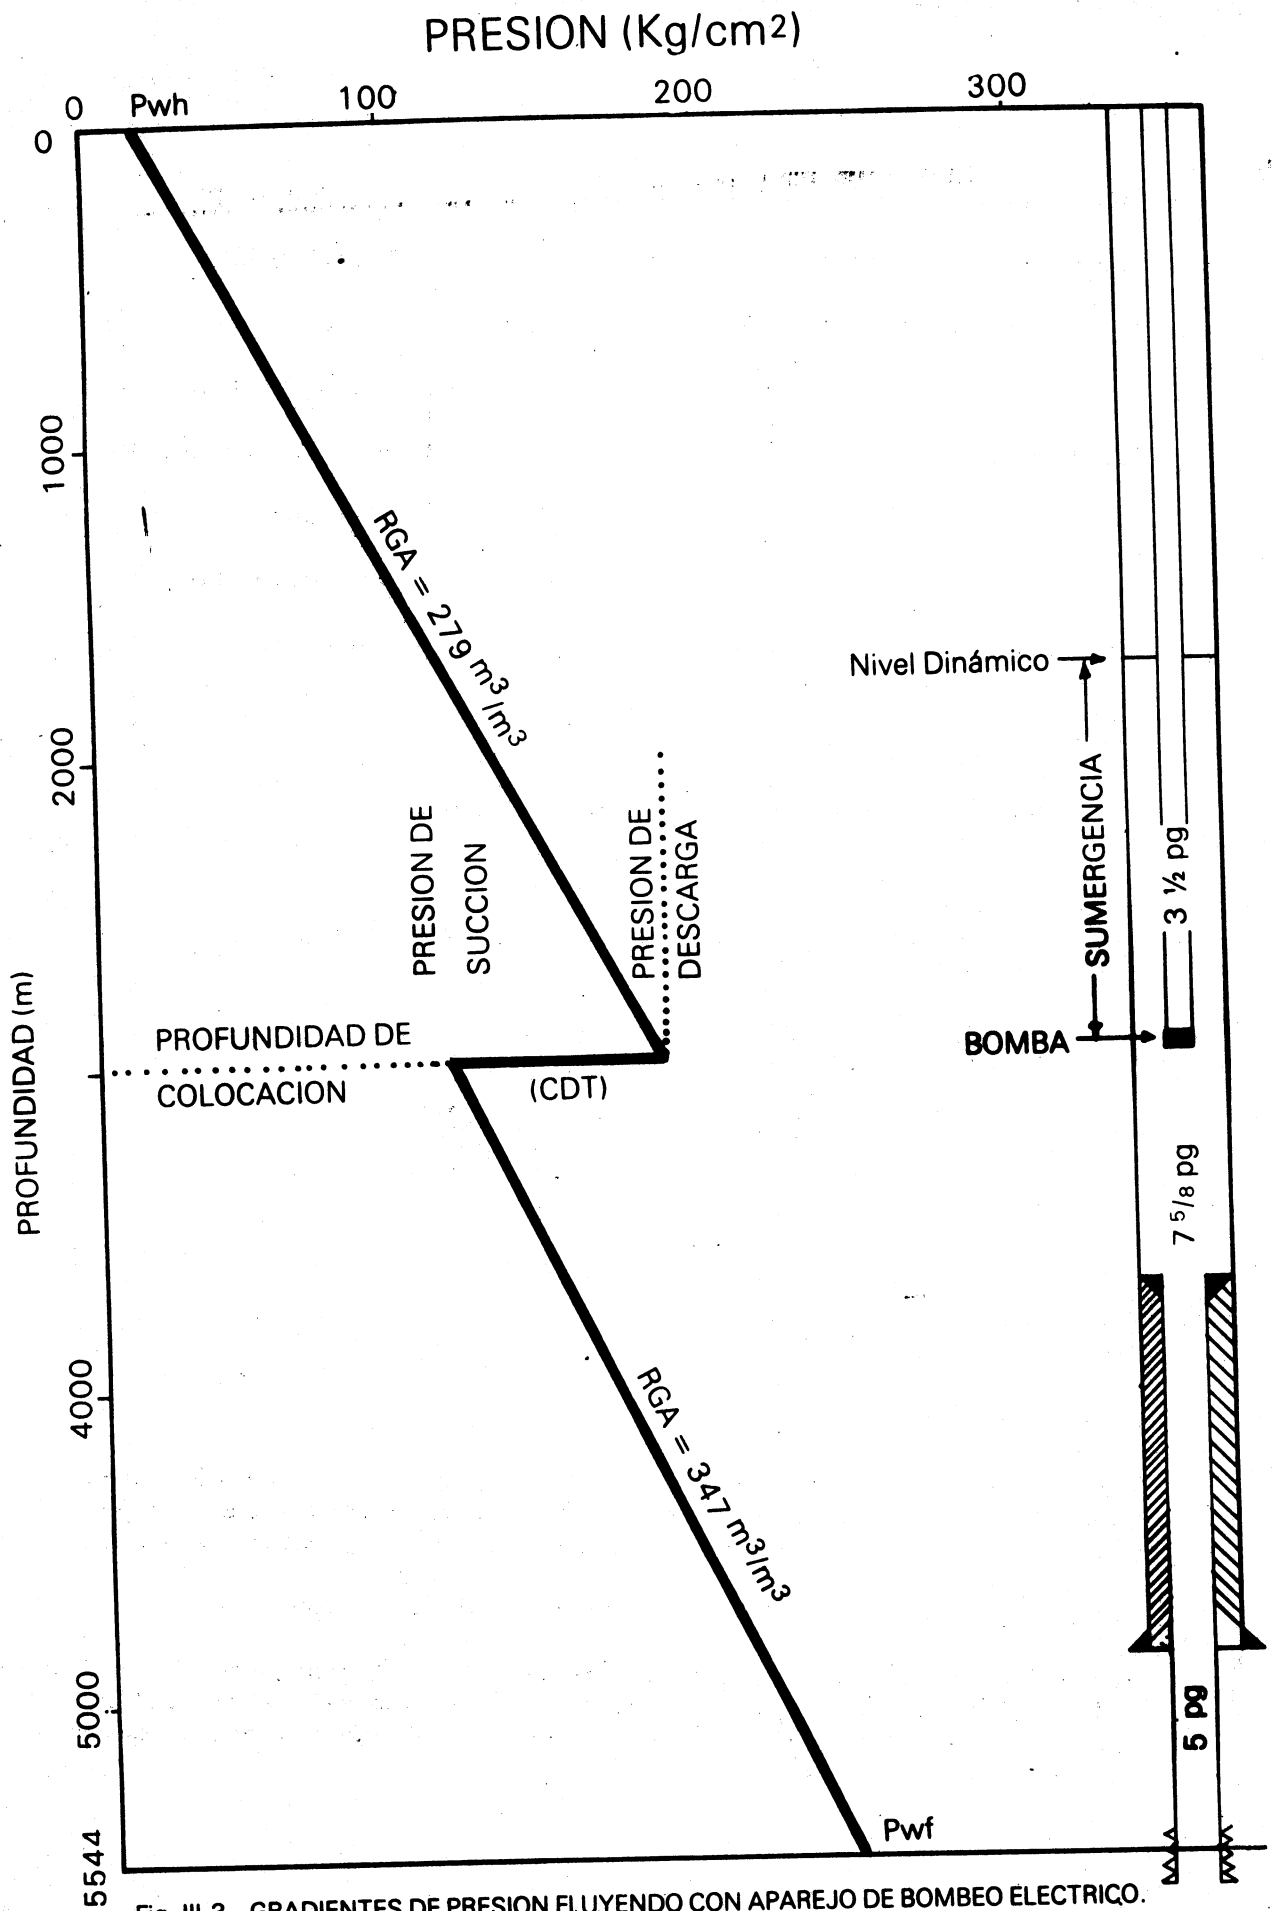 PRESION (Kg/cm2)
0
Pwh
100
200
300
0
1000
RGA = 279 m3/m3
Nivel Dinámico
2000
PRESION DE
SUCCION
PRESION DE
DESCARGA
SUMERGENCIA
3 ½ pg
PROFUNDIDAD (m)
PROFUNDIDAD DE
COLOCACION
(CDT)
BOMBA
7 5/8 pg
4000
RGA = 347 m3/m3
5000
5 pg
Pwf
5544
Fig. III.2 GRADIENTES DE PRESION FLUYENDO CON APAREJO DE BOMBEO ELECTRICO.